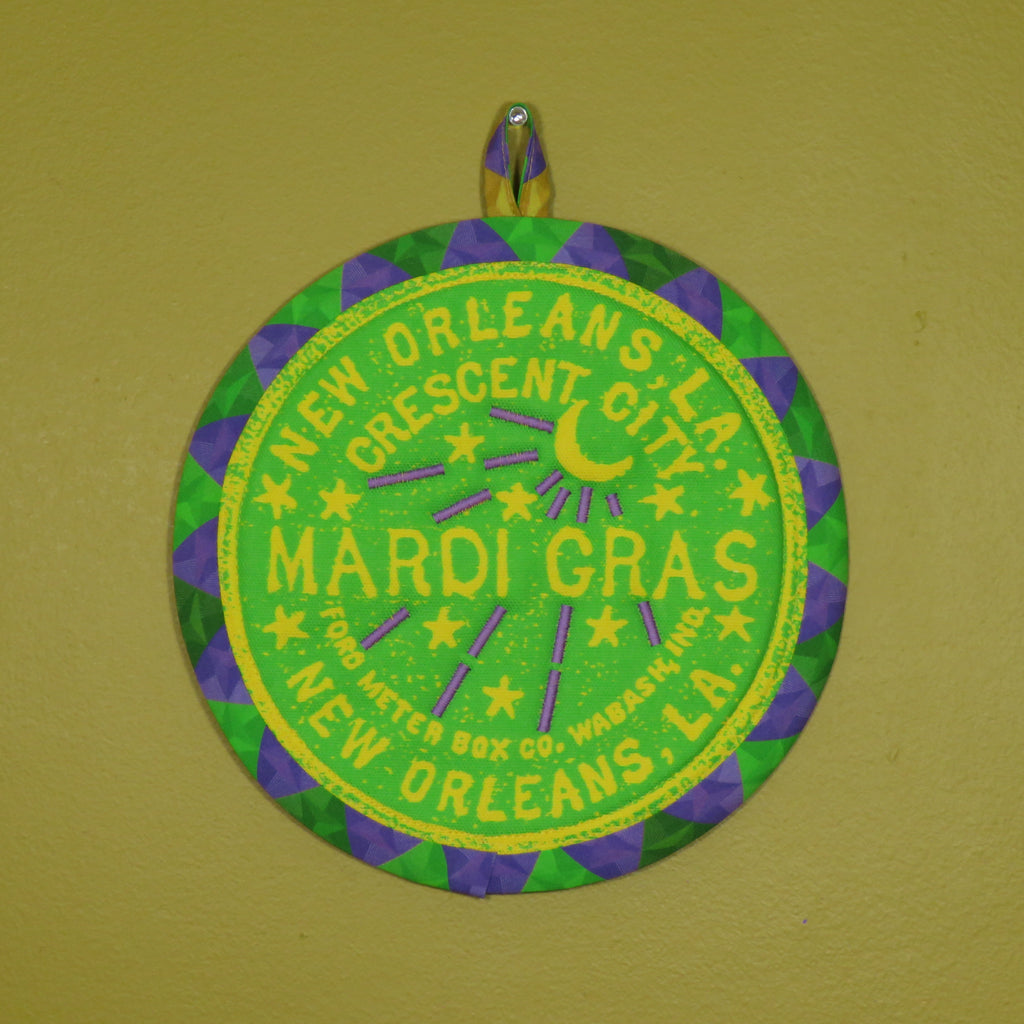 NEW ORLEANS, LA.
CRESCENT CITY
MARDI GRAS
FORD METER BOX CO. WABASH, IND.
NEW ORLEANS, LA.